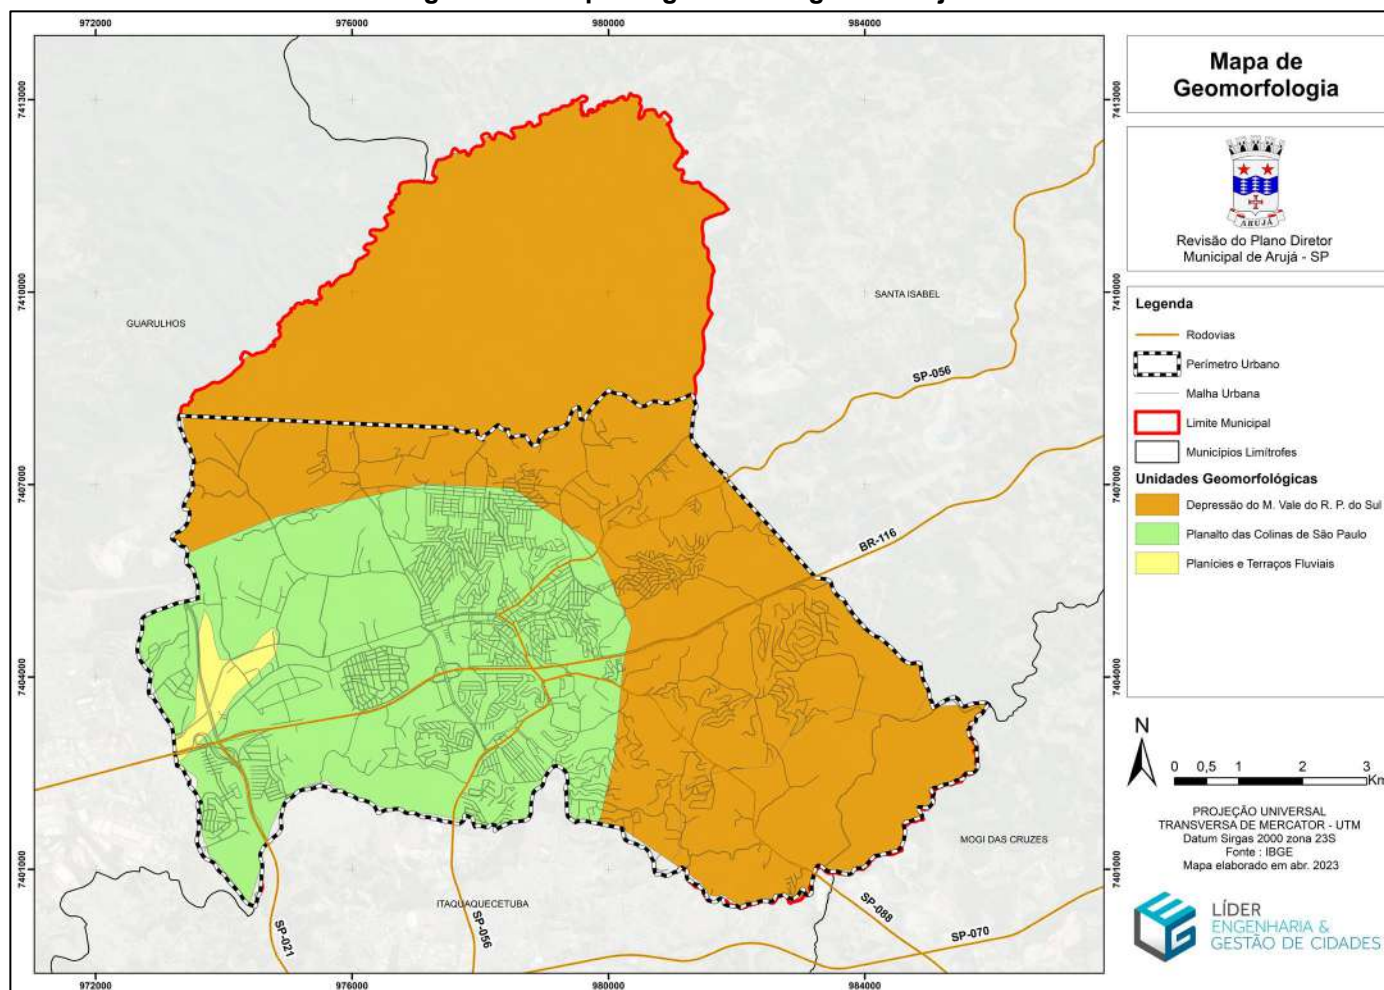 972000
976000
980000
984000
7413000
7410000
7407000
7404000
7401000
7413000
7410000
7407000
7404000
7401000
GUARULHOS
SANTA ISABEL
SP-056
BR-116
MOGI DAS CRUZES
ITAQUAQUECETUBA
SP-021
SP-056
SP-088
SP-070
972000
976000
980000
984000
Mapa de
Geomorfologia
ARUJÁ
Revisão do Plano Diretor
Municipal de Arujá - SP
Legenda
Rodovias
Perímetro Urbano
Malha Urbana
Limite Municipal
Municípios Limítrofes
Unidades Geomorfológicas
Depressão do M. Vale do R. P. do Sul
Planalto das Colinas de São Paulo
Planícies e Terraços Fluviais
N
0 0,5 1 2 3
Km
PROJEÇÃO UNIVERSAL
TRANSVERSA DE MERCATOR - UTM
Datum Sirgas 2000 zona 23S
Fonte : IBGE
Mapa elaborado em abr. 2023
LÍDER
ENGENHARIA &
GESTÃO DE CIDADES